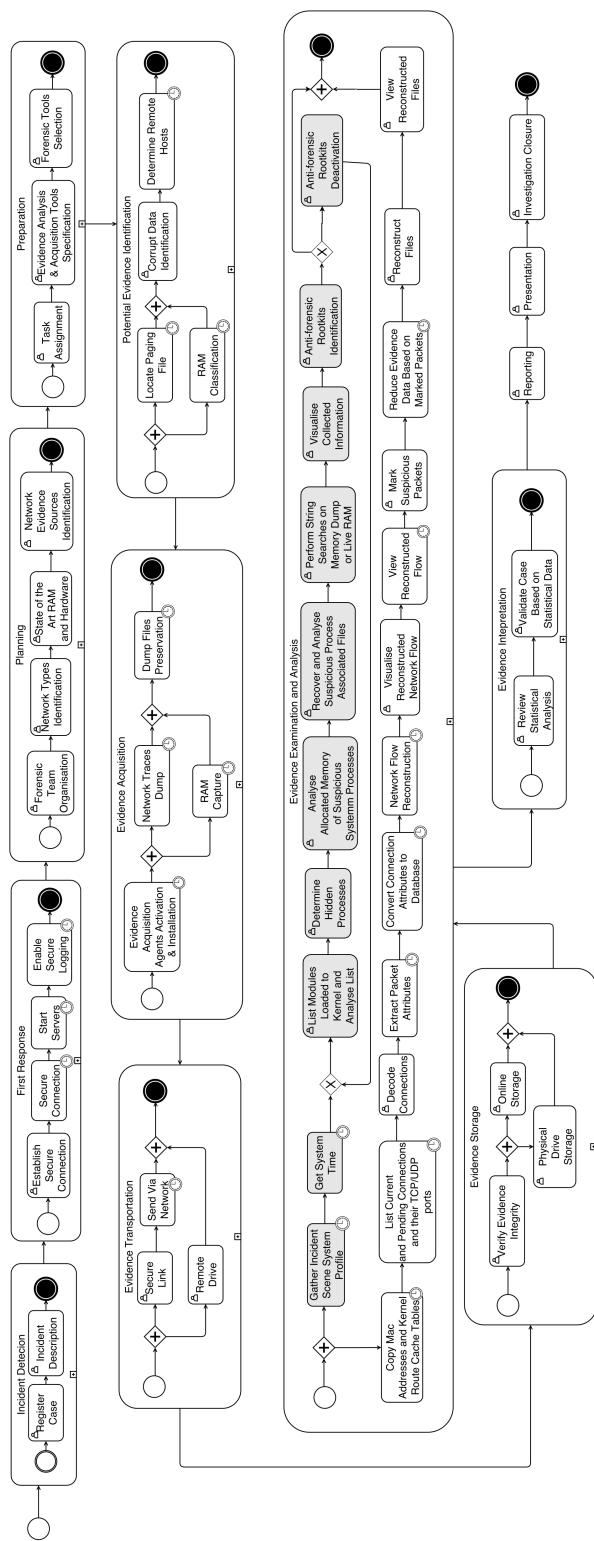 Incident Detecion
Register
Case
Incident
Description
First Response
Establish
Secure
Connection
Secure
Connection
Start
Servers
Enable
Secure
Logging
Planning
Forensic
Team
Organisation
Network Types
Identification
State of the
Art RAM
and Hardware
Network
Evidence
Sources
Identification
Preparation
Task
Assignment
Evidence Analysis
& Acquisition Tools
Specification
Forensic Tools
Selection
Evidence Transportation
Secure
Link
Send Via
Network
Remote
Drive
Evidence Acquisition
Evidence
Acquisition
Agents Activation
& Installation
Network Traces
Dump
RAM
Capture
Dump Files
Preservation
Potential Evidence Identification
Locate Paging
File
RAM
Classification
Corrupt Data
Identification
Determine Remote
Hosts
Evidence Examination and Analysis
Gather Incident
Scene System
Profile
Get System
Time
List Modules
Loaded to
Kernel and
Analyse List
Determine
Hidden
Processes
Analyse
Allocated Memory
of Suspicious
Systemm Processes
Recover and Analyse
Suspicious Process
Associated Files
Perform String
Searches on
Memory Dump
or Live RAM
Visualise
Collected
Information
Anti-forensic
Rootkits
Identification
Anti-forensic
Rootkits
Deactivation
Copy Mac
Addresses and Kernel
Route Cache Tables
List Current
and Pending Connections
and their TCP/UDP
ports
Decode
Connections
Extract Packet
Attributes
Convert Connection
Attributes to
Database
Network Flow
Reconstruction
Visualise
Reconstructed
Network Flow
View
Reconstructed
Flow
Mark
Suspicious
Packets
Reduce Evidence
Data Based on
Marked Packets
Reconstruct
Files
View
Reconstructed
Files
Evidence Storage
Verify Evidence
Integrity
Online
Storage
Physical
Drive
Storage
Evidence Intepretation
Review
Statistical
Analysis
Validate Case
Based on
Statistical Data
Reporting
Presentation
Investigation Closure